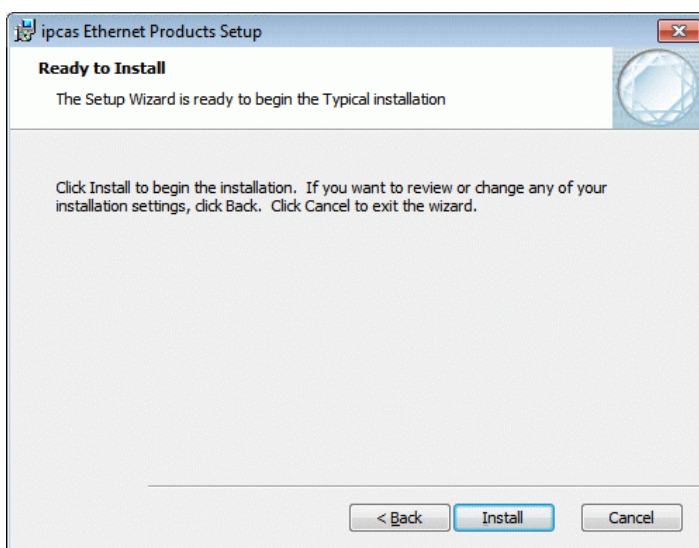 ipcas Ethernet Products Setup
Ready to Install
The Setup Wizard is ready to begin the Typical installation
Click Install to begin the installation.  If you want to review or change any of your
installation settings, click Back.  Click Cancel to exit the wizard.
< Back
Install
Cancel